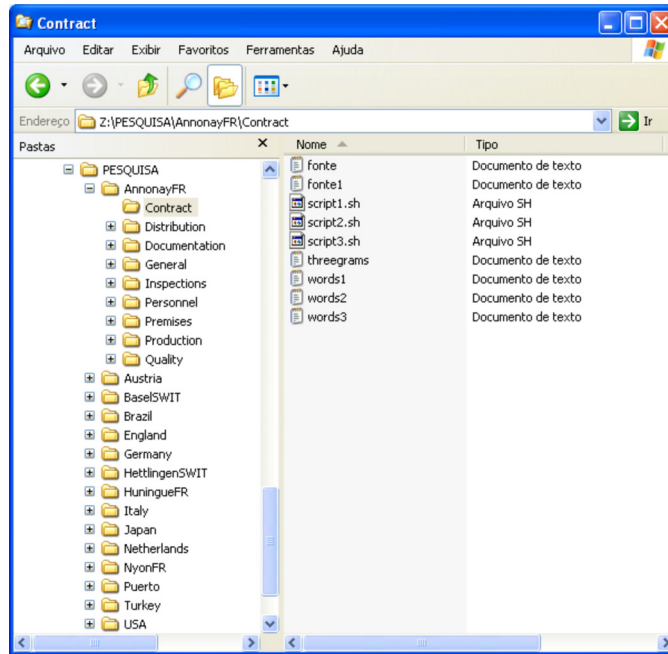 Contract
Arquivo Editar Exibir Favoritos Ferramentas Ajuda
Endereço Z:\PESQUISA\AnnonayFR\Contract Ir
Pastas
PESQUISA
AnnonayFR
Contract
Distribution
Documentation
General
Inspections
Personnel
Premises
Production
Quality
Austria
BaselSWIT
Brazil
England
Germany
HettlingenSWIT
HuningueFR
Italy
Japan
Netherlands
NyonFR
Puerto
Turkey
USA
Nome Tipo
fonte Documento de texto
fonte1 Documento de texto
script1.sh Arquivo SH
script2.sh Arquivo SH
script3.sh Arquivo SH
threegrams Documento de texto
words1 Documento de texto
words2 Documento de texto
words3 Documento de texto